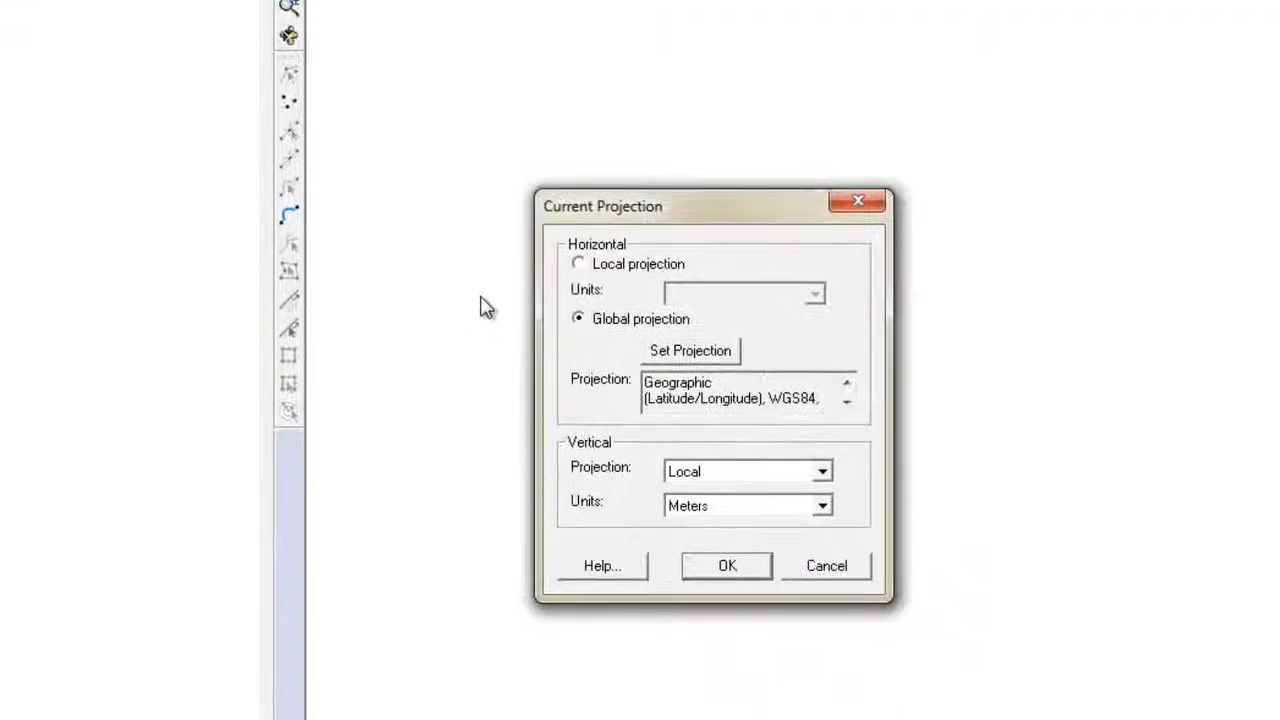 Current Projection
Horizontal
Local projection
Units:
Global projection
Set Projection
Projection:
Geographic
(Latitude/Longitude), WGS84,
Vertical
Projection:
Local
Units:
Meters
Help...
OK
Cancel